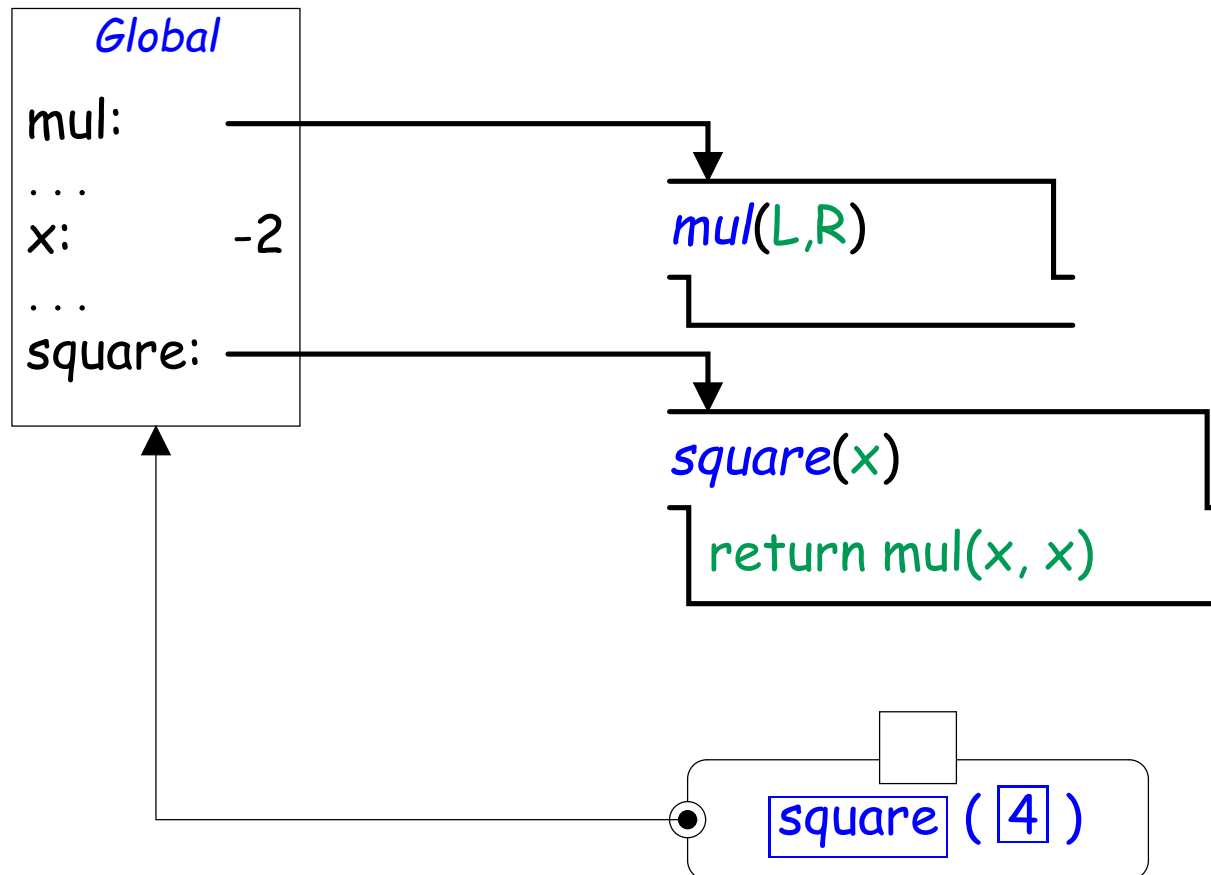 Global
mul:
. . .
x: -2
. . .
square:
mul(L,R)
square(x)
return mul(x, x)
square ( 4 )